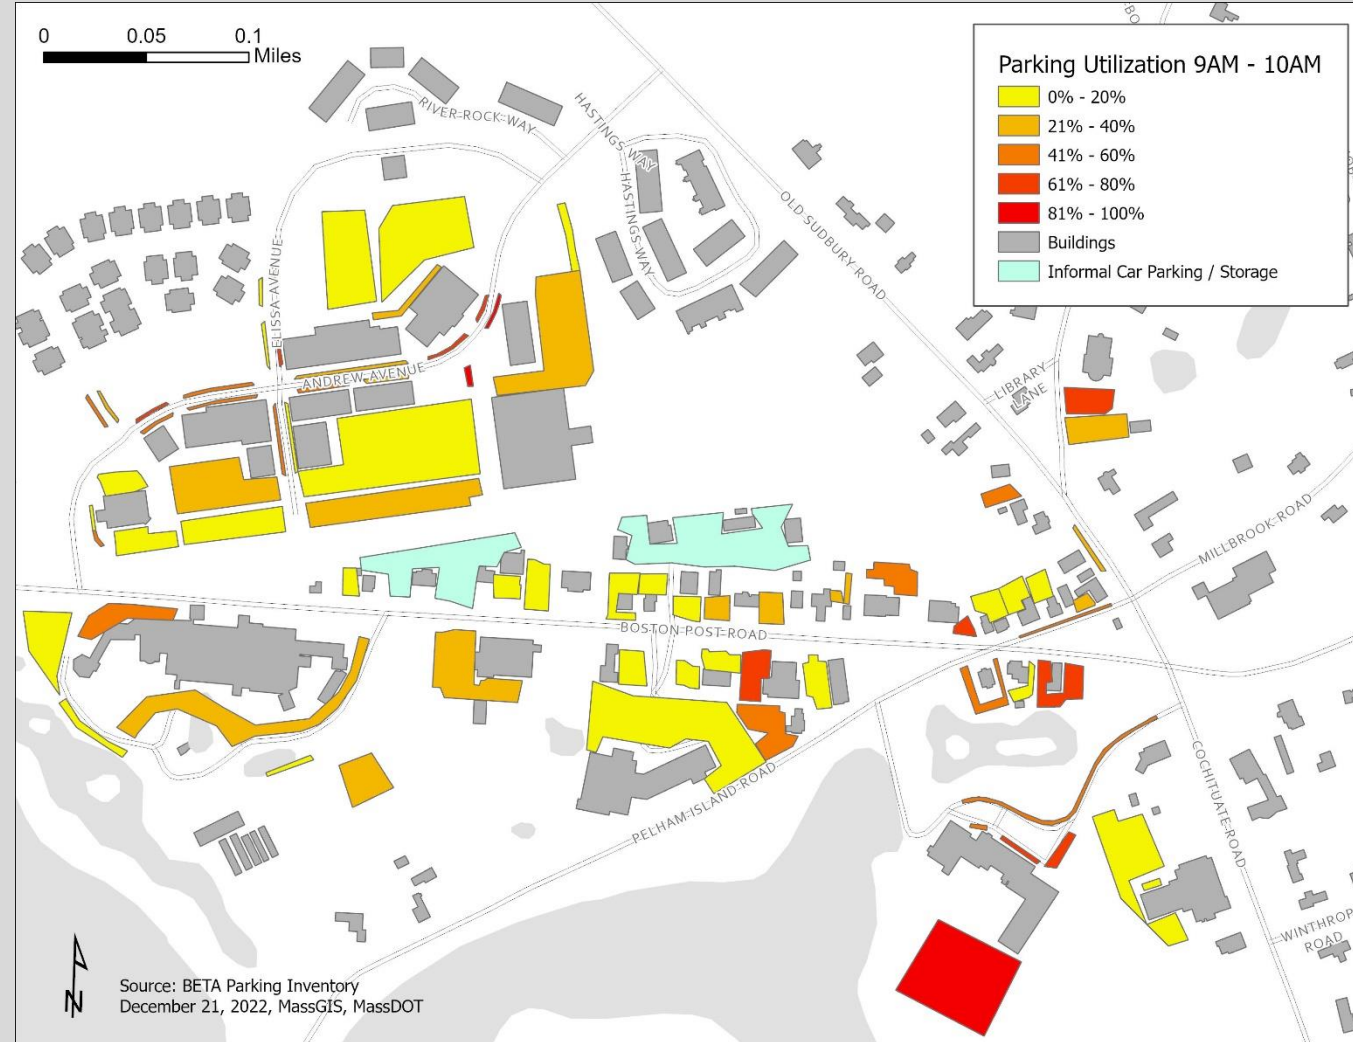 0 0.05 0.1
Miles
Parking Utilization 9AM - 10AM
0% - 20%
21% - 40%
41% - 60%
61% - 80%
81% - 100%
Buildings
Informal Car Parking / Storage
RIVER ROCK WAY
HASTINGS WAY
HASTINGS WAY
OLD SUDBURY ROAD
ELISSA AVENUE
ANDREW AVENUE
LIBRARY
LANE
MILLBROOK ROAD
BOSTON POST ROAD
PELHAM ISLAND ROAD
COCHITUATE ROAD
WINTHROP
ROAD
N
Source: BETA Parking Inventory
December 21, 2022, MassGIS, MassDOT